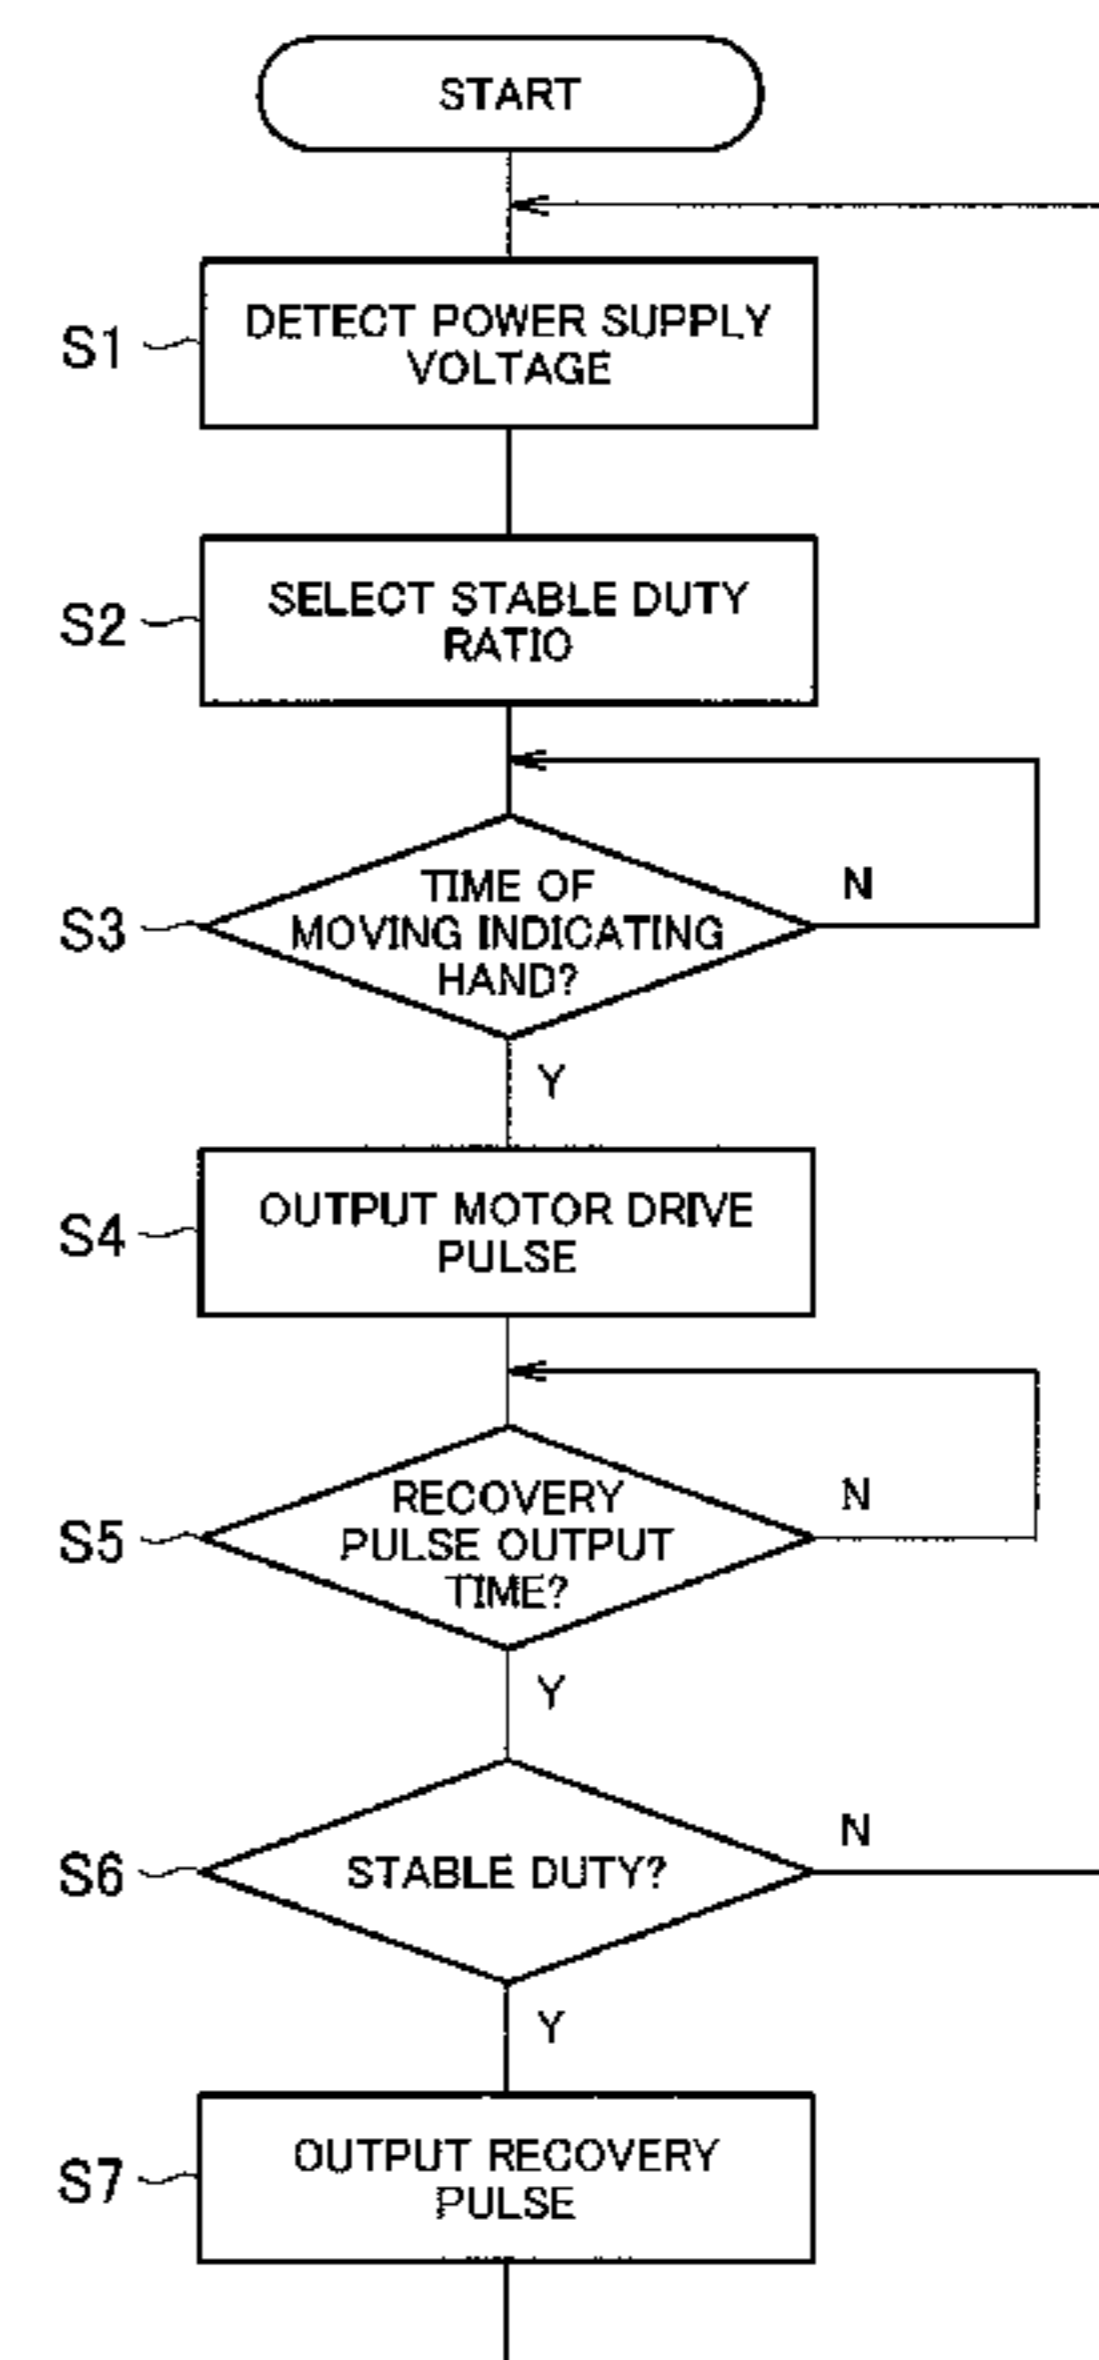 START
S1
DETECT POWER SUPPLY
VOLTAGE
S2
SELECT STABLE DUTY
RATIO
S3
TIME OF
MOVING INDICATING
HAND?
N
Y
S4
OUTPUT MOTOR DRIVE
PULSE
S5
RECOVERY
PULSE OUTPUT
TIME?
N
Y
S6
STABLE DUTY?
N
Y
S7
OUTPUT RECOVERY
PULSE